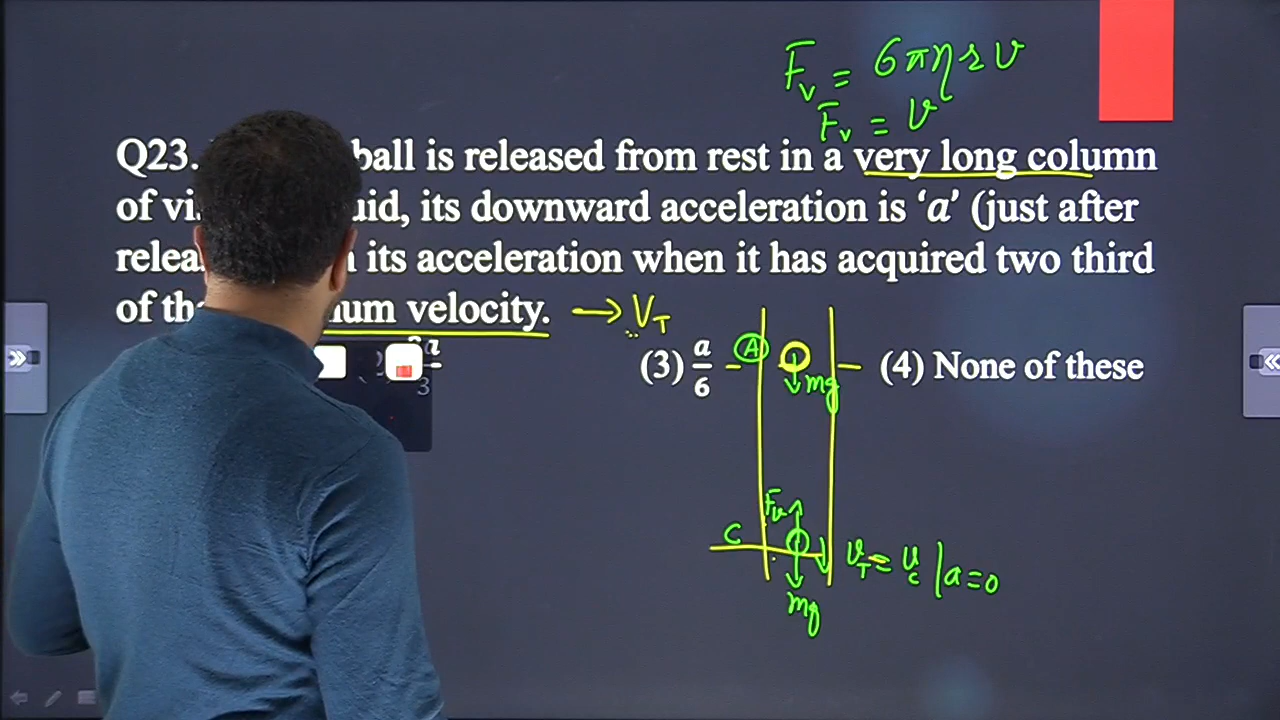 F_v = 6πηrv
F_v = v
Q23. ball is released from rest in a very long column
of uid, its downward acceleration is ‘a’ (just after
relea its acceleration when it has acquired two third
of th um velocity. → V_T
(3) a/6 (4) None of these
a
3
A
mg
F_v
C
v_T = v_c | a = 0
mg